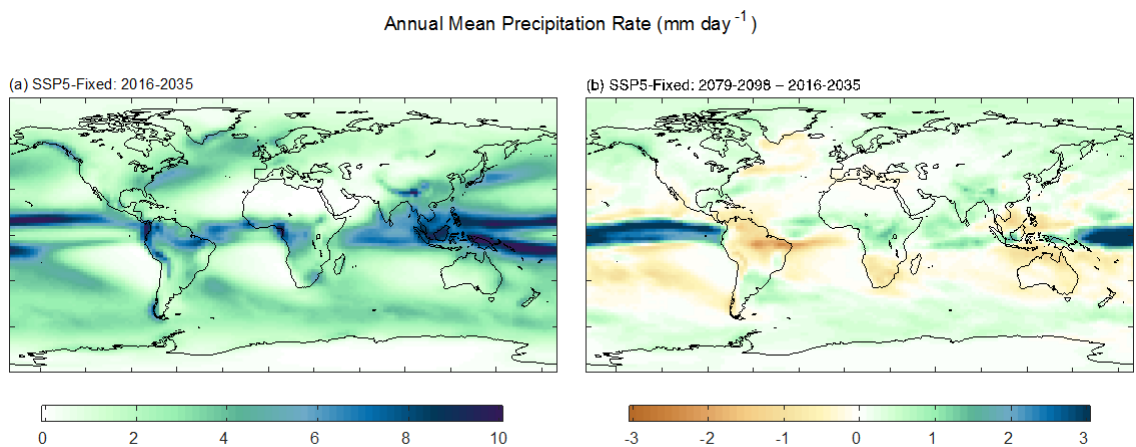 Annual Mean Precipitation Rate (mm day -1)
(a) SSP5-Fixed: 2016-2035
(b) SSP5-Fixed: 2079-2098 – 2016-2035
0 2 4 6 8 10
-3 -2 -1 0 1 2 3